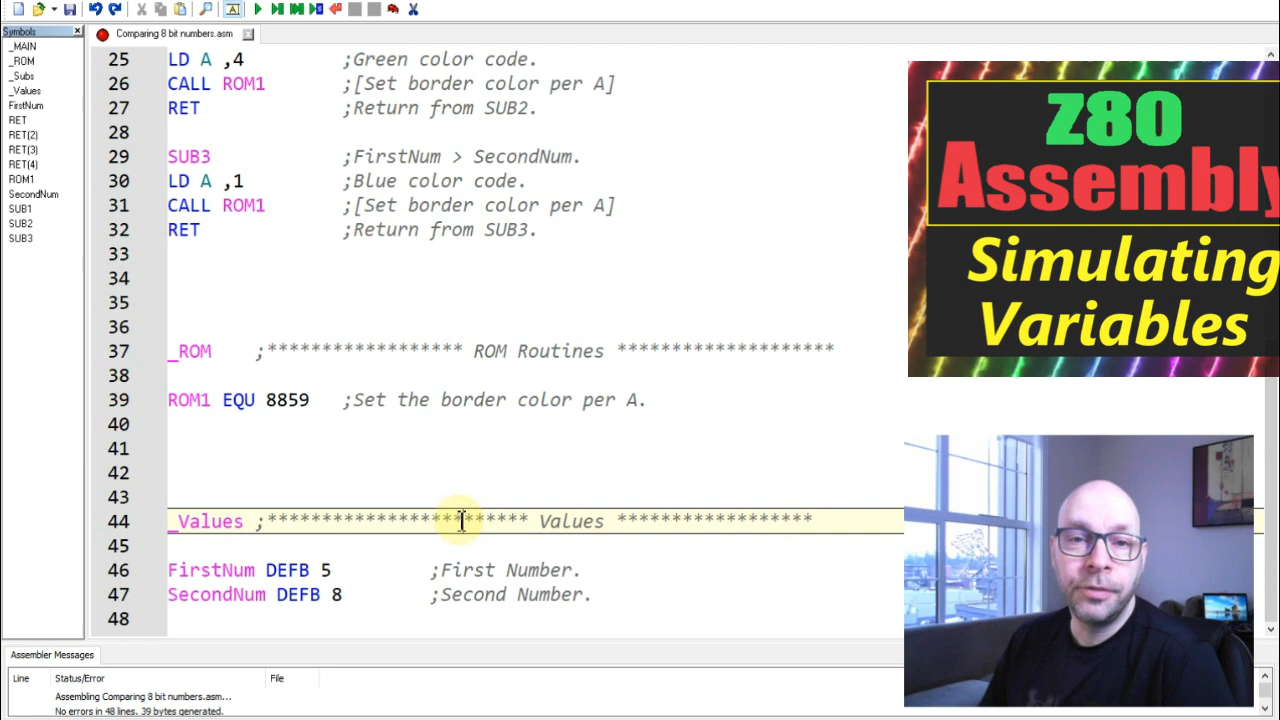 Symbols
_MAIN
_ROM
_Subs
_Values
FirstNum
RET
RET(2)
RET(3)
RET(4)
ROM1
SecondNum
SUB1
SUB2
SUB3
Comparing 8 bit numbers.asm
25 LD A ,4 ;Green color code.
26 CALL ROM1 ;[Set border color per A]
27 RET ;Return from SUB2.
28
29 SUB3 ;FirstNum > SecondNum.
30 LD A ,1 ;Blue color code.
31 CALL ROM1 ;[Set border color per A]
32 RET ;Return from SUB3.
33
34
35
36
37 _ROM ;****************** ROM Routines ********************
38
39 ROM1 EQU 8859 ;Set the border color per A.
40
41
42
43
44 _Values ;************************ Values ******************
45
46 FirstNum DEFB 5 ;First Number.
47 SecondNum DEFB 8 ;Second Number.
48
Z80
Assembly
Simulating
Variables
Assembler Messages
Line Status/Error File
Assembling Comparing 8 bit numbers.asm...
No errors in 48 lines. 39 bytes generated.